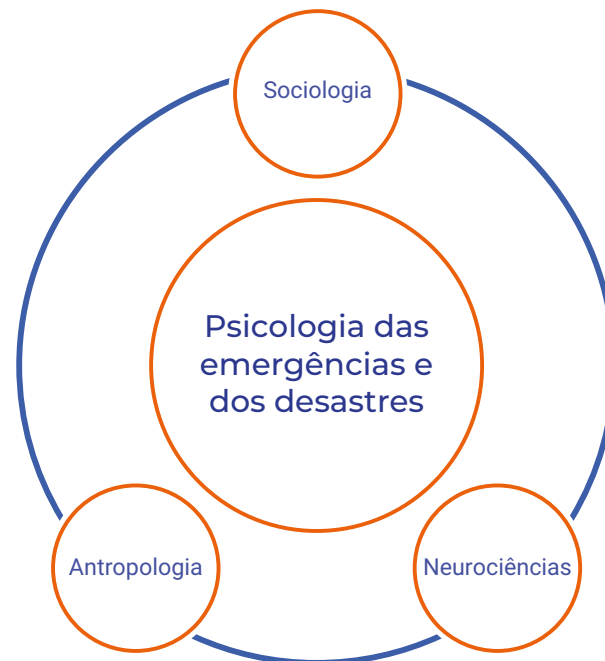 Sociologia
Psicologia das
emergências e
dos desastres
Antropologia
Neurociências